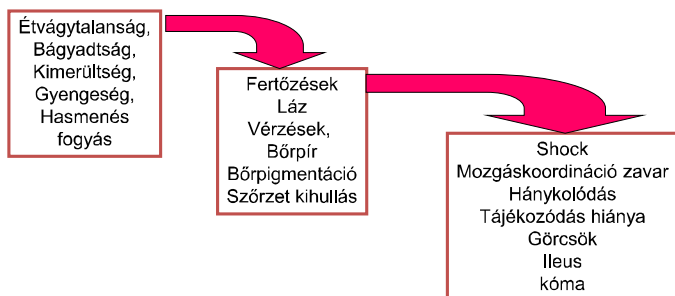 Étvágytalanság,
Bágyadtság,
Kimerültség,
Gyengeség,
Hasmenés
fogyás
Fertőzések
Láz
Vérzések,
Bőrpír
Bőrpigmentáció
Szőrzet kihullás
Shock
Mozgáskoordináció zavar
Hánykolódás
Tájékozódás hiánya
Görcsök
Ileus
kóma